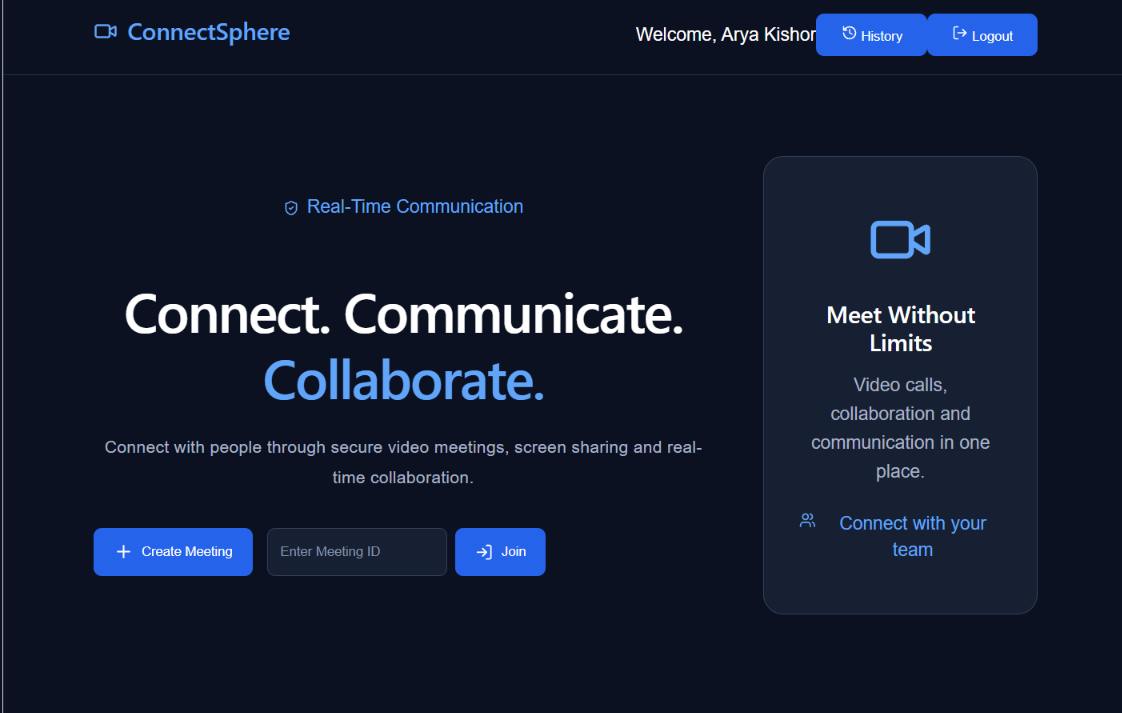 ConnectSphere
Welcome, Arya Kishor
History
Logout
Real-Time Communication
Connect. Communicate.
Collaborate.
Connect with people through secure video meetings, screen sharing and real-
time collaboration.
Create Meeting
Enter Meeting ID
Join
Meet Without
Limits
Video calls,
collaboration and
communication in one
place.
Connect with your
team